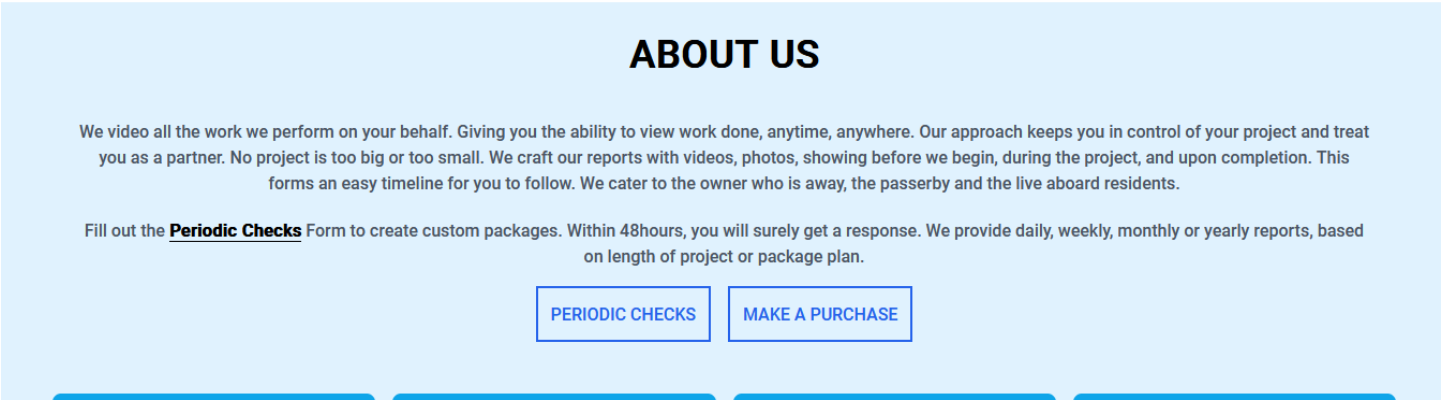 ABOUT US
We video all the work we perform on your behalf. Giving you the ability to view work done, anytime, anywhere. Our approach keeps you in control of your project and treat
you as a partner. No project is too big or too small. We craft our reports with videos, photos, showing before we begin, during the project, and upon completion. This
forms an easy timeline for you to follow. We cater to the owner who is away, the passerby and the live aboard residents.
Fill out the Periodic Checks Form to create custom packages. Within 48hours, you will surely get a response. We provide daily, weekly, monthly or yearly reports, based
on length of project or package plan.
PERIODIC CHECKS MAKE A PURCHASE